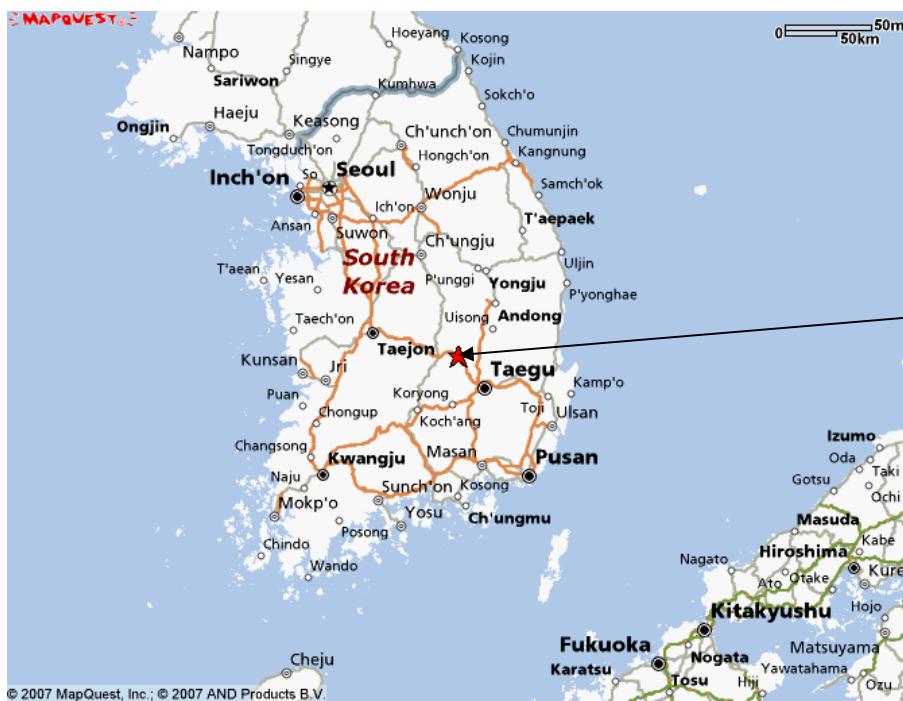 MAPQUEST
50m
0
50km
Hoeyang
Kosong
Nampo
Singye
Kojin
Sariwon
Kumhwa
Sokch'o
Haeju
Keasong
Ongjin
Ch'unch'on
Chumunjin
Tongduch'on
Hongch'on
Kangnung
So
Seoul
Inch'on
Wonju
Samch'ok
Ich'on
Ansan
Suwon
T'aepaek
Ch'ungju
South
Korea
T'aean
Yesan
P'unggi
Yongju
Uljin
P'yonghae
Uisong
Andong
Taech'on
Taejon
Kunsan
Jri
Taegu
Kamp'o
Puan
Koryong
Toji
Ulsan
Chongup
Koch'ang
Changsong
Masan
Izumo
Kwangju
Pusan
Oda
Taki
Naju
Sunch'on
Kosong
Gotsu
Ochi
Mokp'o
Yosu
Ch'ungmu
Masuda
Posong
Chindo
Nagato
Hiroshima
Kabe
Wando
Ato
Otake
Kure
Kitakyushu
Hojo
Fukuoka
Matsuyama
Cheju
Karatsu
Nogata
Yawatahama
Tosu
Hiji
Ozu
© 2007 MapQuest, Inc.; © 2007 AND Products B.V.